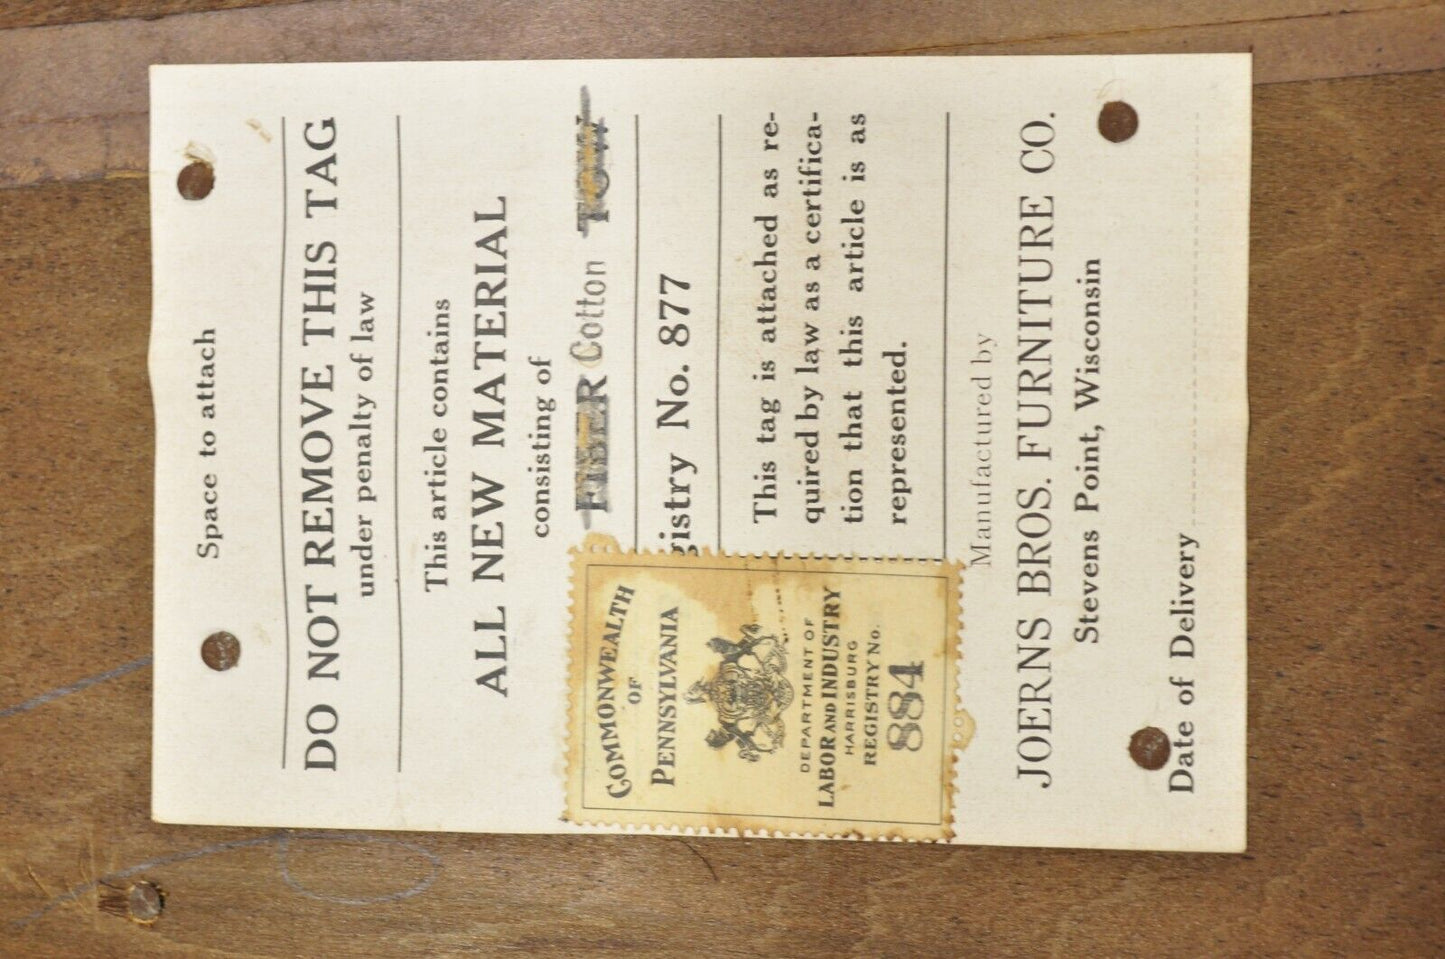 Space to attach
DO NOT REMOVE THIS TAG
under penalty of law
This article contains
ALL NEW MATERIAL
consisting of
FIBER Cotton TOW
gistry No. 877
This tag is attached as re-
quired by law as a certifica-
tion that this article is as
represented.
COMMONWEALTH
OF
PENNSYLVANIA
DEPARTMENT OF
LABOR AND INDUSTRY
HARRISBURG
REGISTRY No.
884
Manufactured by
JOERNS BROS. FURNITURE CO.
Stevens Point, Wisconsin
Date of Delivery